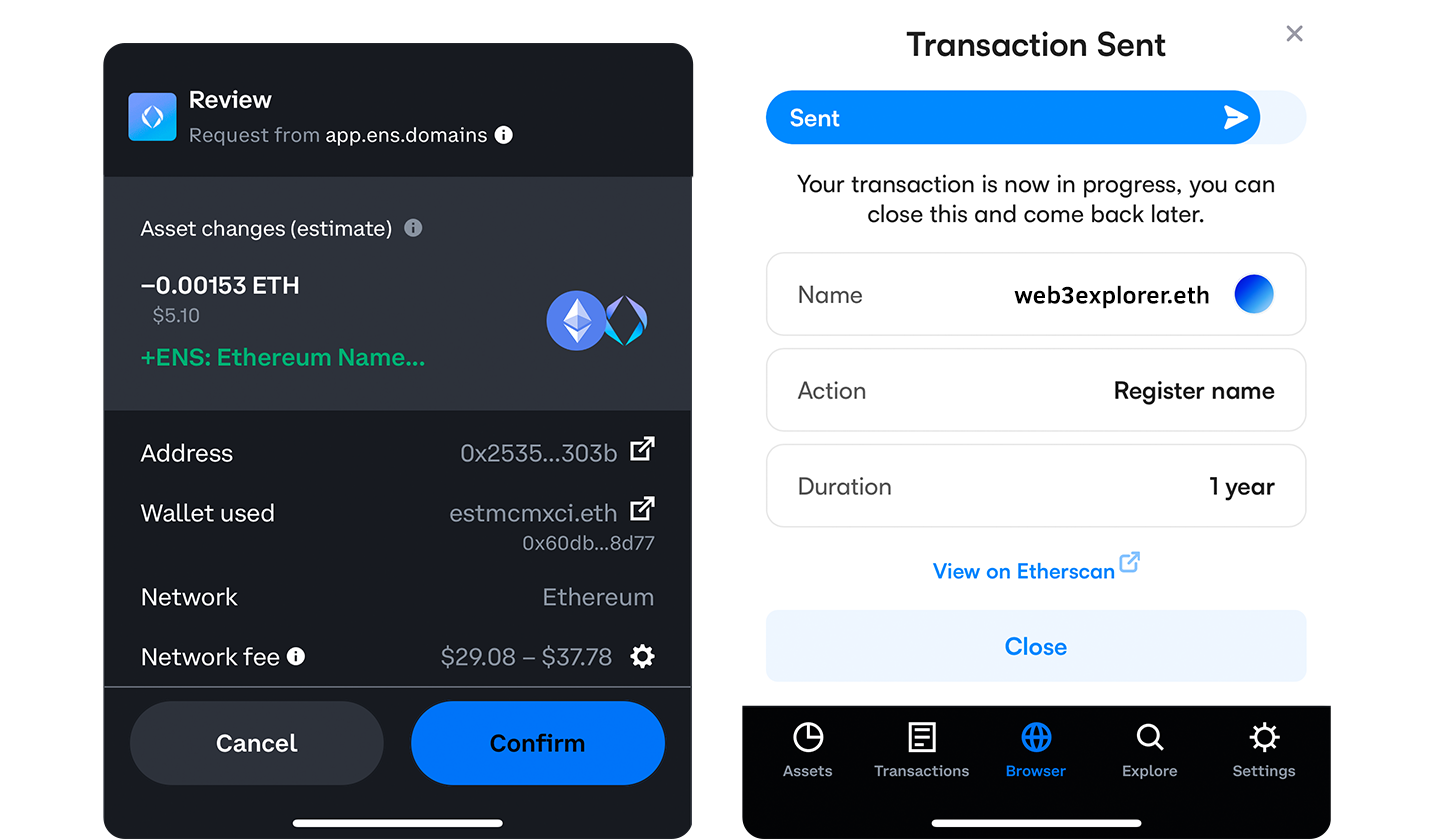 Review
Request from app.ens.domains
Asset changes (estimate)
–0.00153 ETH
$5.10
+ENS: Ethereum Name...
Address 0x2535...303b
Wallet used estmcmxci.eth
0x60db...8d77
Network Ethereum
Network fee $29.08 – $37.78
Cancel Confirm
Transaction Sent
Sent
Your transaction is now in progress, you can
close this and come back later.
Name web3explorer.eth
Action Register name
Duration 1 year
View on Etherscan
Close
Assets Transactions Browser Explore Settings